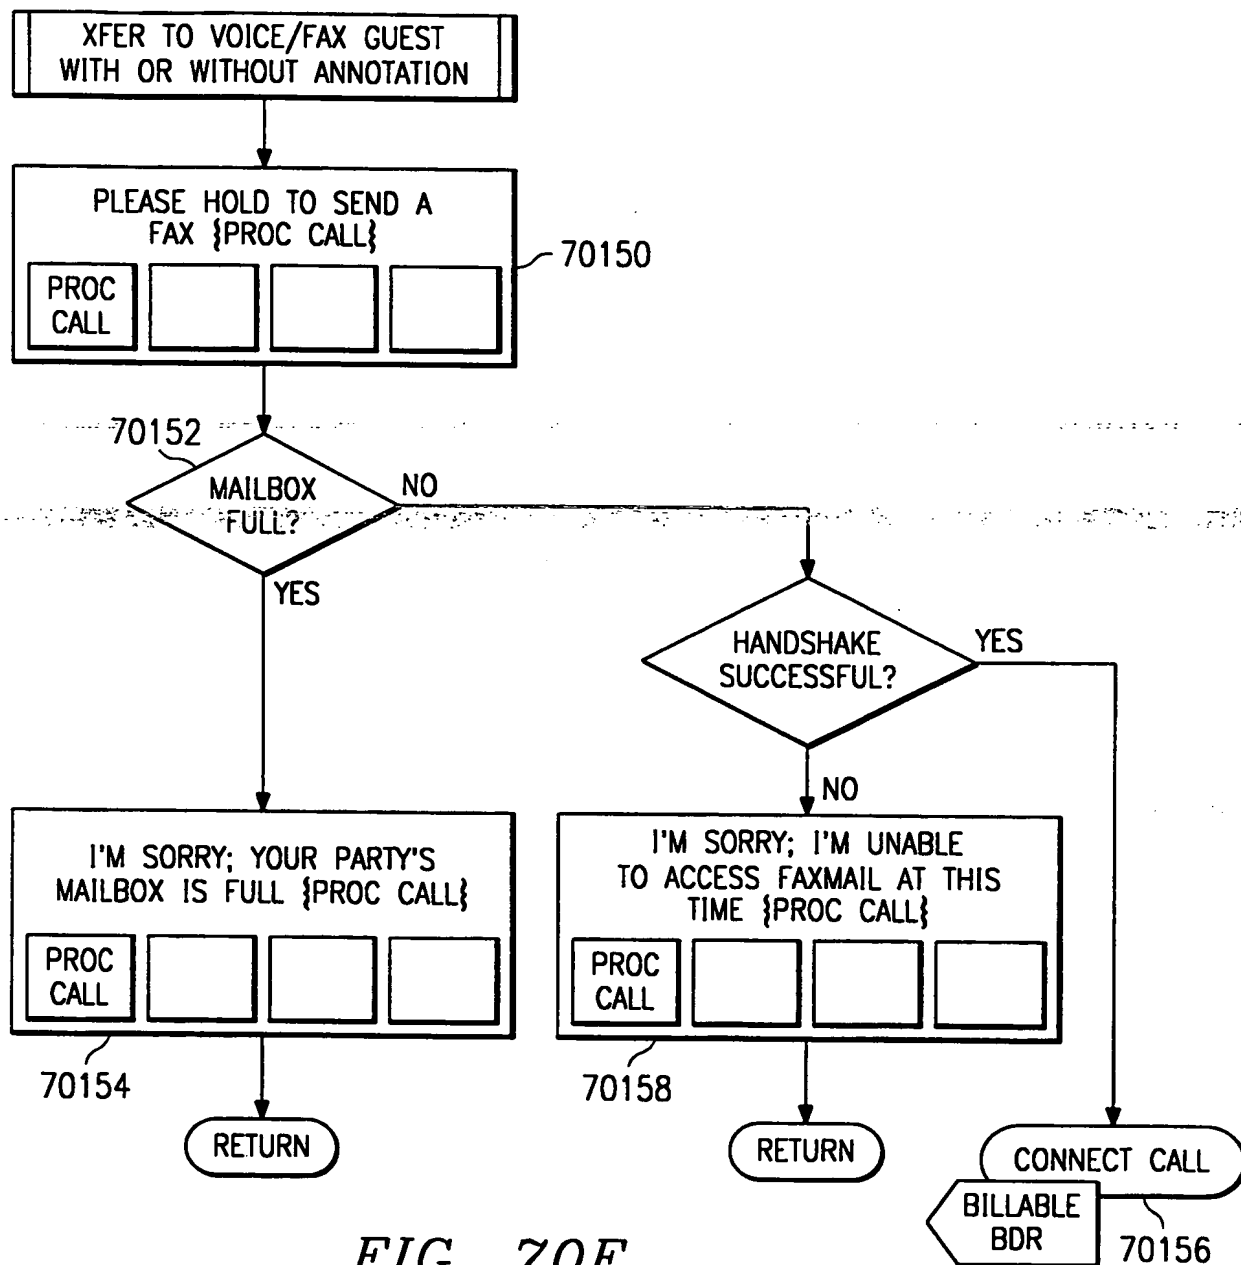 XFER TO VOICE/FAX GUEST
WITH OR WITHOUT ANNOTATION
PLEASE HOLD TO SEND A
FAX {PROC CALL}
PROC
CALL
70150
70152
MAILBOX
FULL?
NO
YES
HANDSHAKE
SUCCESSFUL?
YES
NO
I'M SORRY; YOUR PARTY'S
MAILBOX IS FULL {PROC CALL}
PROC
CALL
70154
RETURN
I'M SORRY; I'M UNABLE
TO ACCESS FAXMAIL AT THIS
TIME {PROC CALL}
PROC
CALL
70158
RETURN
CONNECT CALL
BILLABLE
BDR
70156